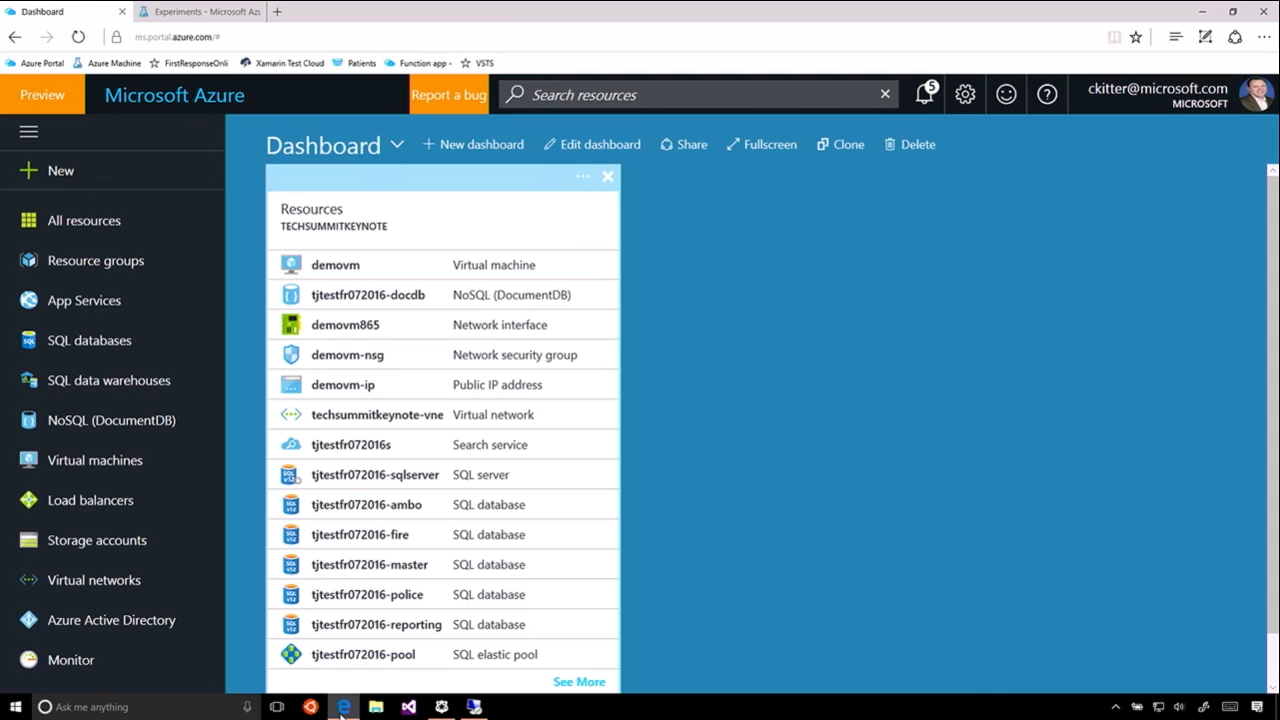 Dashboard
Experiments - Microsoft Azu
ms.portal.azure.com/#
Azure Portal
Azure Machine
FirstResponseOnli
Xamarin Test Cloud
Patients
Function app -
VSTS
Preview
Microsoft Azure
Report a bug
Search resources
5
ckitter@microsoft.com
MICROSOFT
New
All resources
Resource groups
App Services
SQL databases
SQL data warehouses
NoSQL (DocumentDB)
Virtual machines
Load balancers
Storage accounts
Virtual networks
Azure Active Directory
Monitor
Dashboard
New dashboard
Edit dashboard
Share
Fullscreen
Clone
Delete
Resources
TECHSUMMITKEYNOTE
demovm Virtual machine
tjtestfr072016-docdb NoSQL (DocumentDB)
demovm865 Network interface
demovm-nsg Network security group
demovm-ip Public IP address
techsummitkeynote-vne Virtual network
tjtestfr072016s Search service
tjtestfr072016-sqlserver SQL server
tjtestfr072016-ambo SQL database
tjtestfr072016-fire SQL database
tjtestfr072016-master SQL database
tjtestfr072016-police SQL database
tjtestfr072016-reporting SQL database
tjtestfr072016-pool SQL elastic pool
See More
Ask me anything